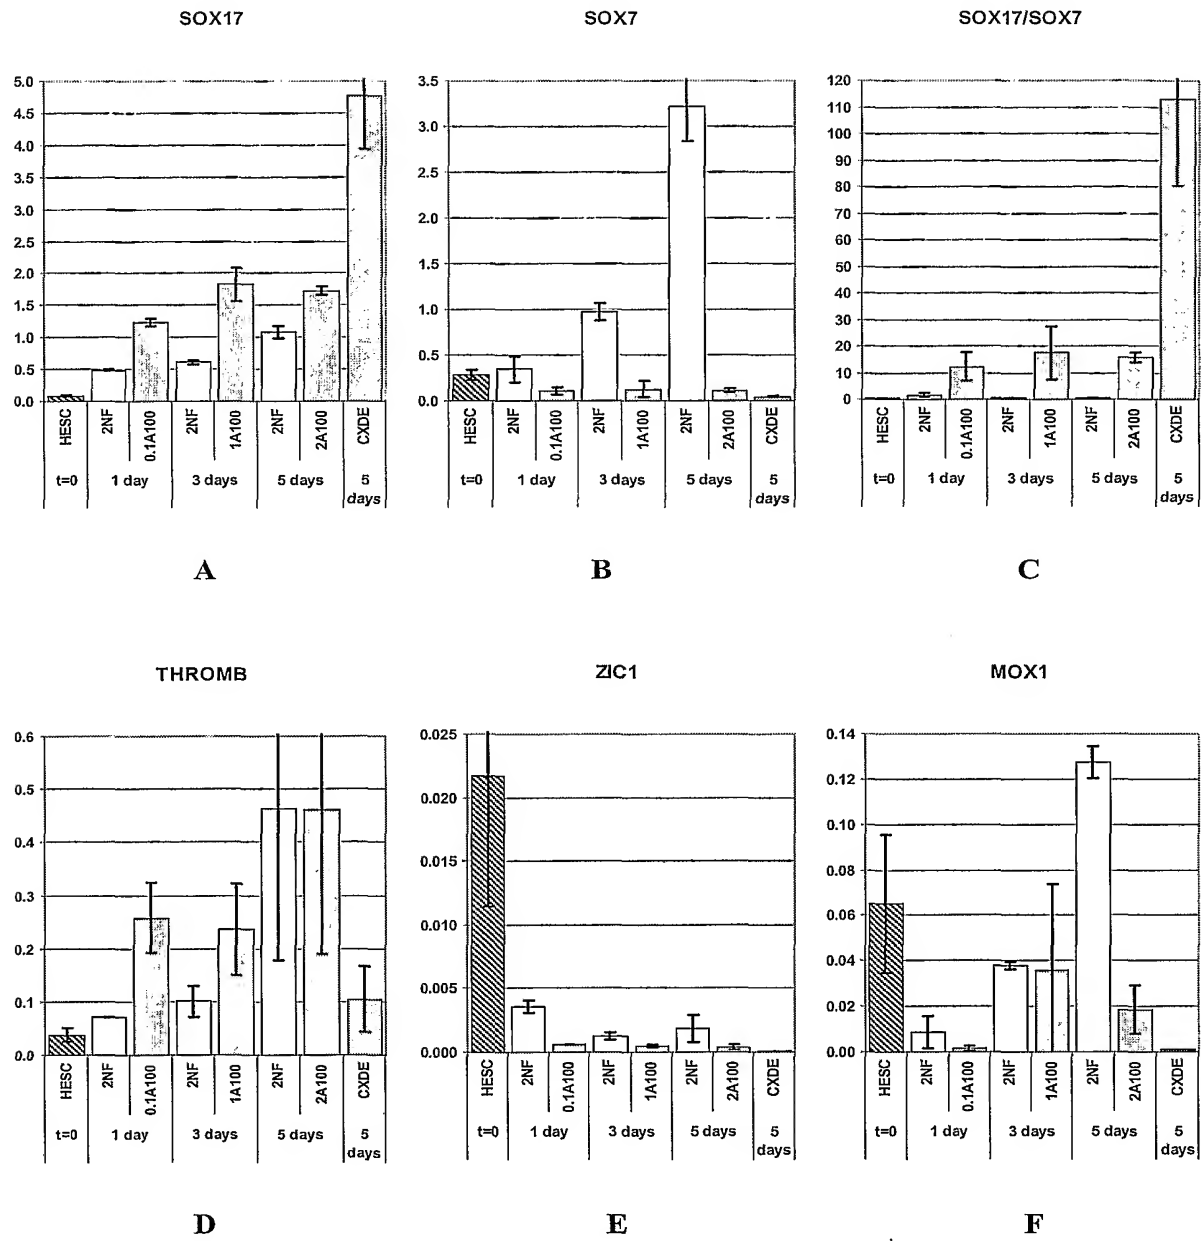 SOX17
5.0
4.5
4.0
3.5
3.0
2.5
2.0
1.5
1.0
0.5
0.0
HESC 2NF 0.1A100 2NF 1A100 2NF 2A100 CXDE
t=0 1 day 3 days 5 days 5 days
A
SOX7
3.5
3.0
2.5
2.0
1.5
1.0
0.5
0.0
HESC 2NF 0.1A100 2NF 1A100 2NF 2A100 CXDE
t=0 1 day 3 days 5 days 5 days
B
SOX17/SOX7
120
110
100
90
80
70
60
50
40
30
20
10
0
HESC 2NF 0.1A100 2NF 1A100 2NF 2A100 CXDE
t=0 1 day 3 days 5 days 5 days
C
THROMB
0.6
0.5
0.4
0.3
0.2
0.1
0.0
HESC 2NF 0.1A100 2NF 1A100 2NF 2A100 CXDE
t=0 1 day 3 days 5 days 5 days
D
ZIC1
0.025
0.020
0.015
0.010
0.005
0.000
HESC 2NF 0.1A100 2NF 1A100 2NF 2A100 CXDE
t=0 1 day 3 days 5 days 5 days
E
MOX1
0.14
0.12
0.10
0.08
0.06
0.04
0.02
0.00
HESC 2NF 0.1A100 2NF 1A100 2NF 2A100 CXDE
t=0 1 day 3 days 5 days 5 days
F